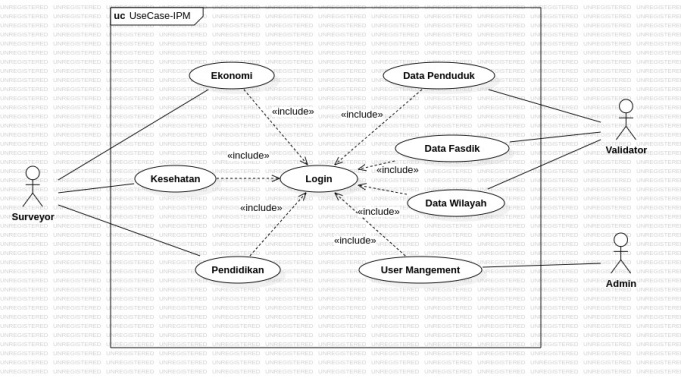 uc UseCase-IPM
Ekonomi
Data Penduduk
«include»
«include»
Validator
Data Fasdik
«include»
«include»
Kesehatan
Login
Surveyor
Data Wilayah
«include»
«include»
«include»
Pendidikan
User Mangement
Admin
UNREGISTERED